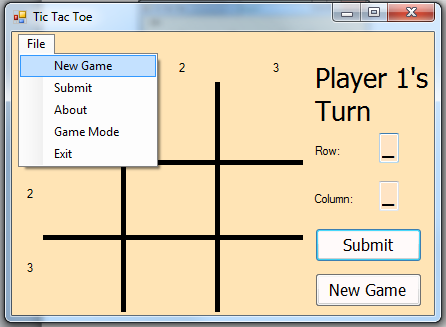 Tic Tac Toe
File
New Game
Submit
About
Game Mode
Exit
2
3
2
3
Player 1's
Turn
Row:
_
Column:
_
Submit
New Game